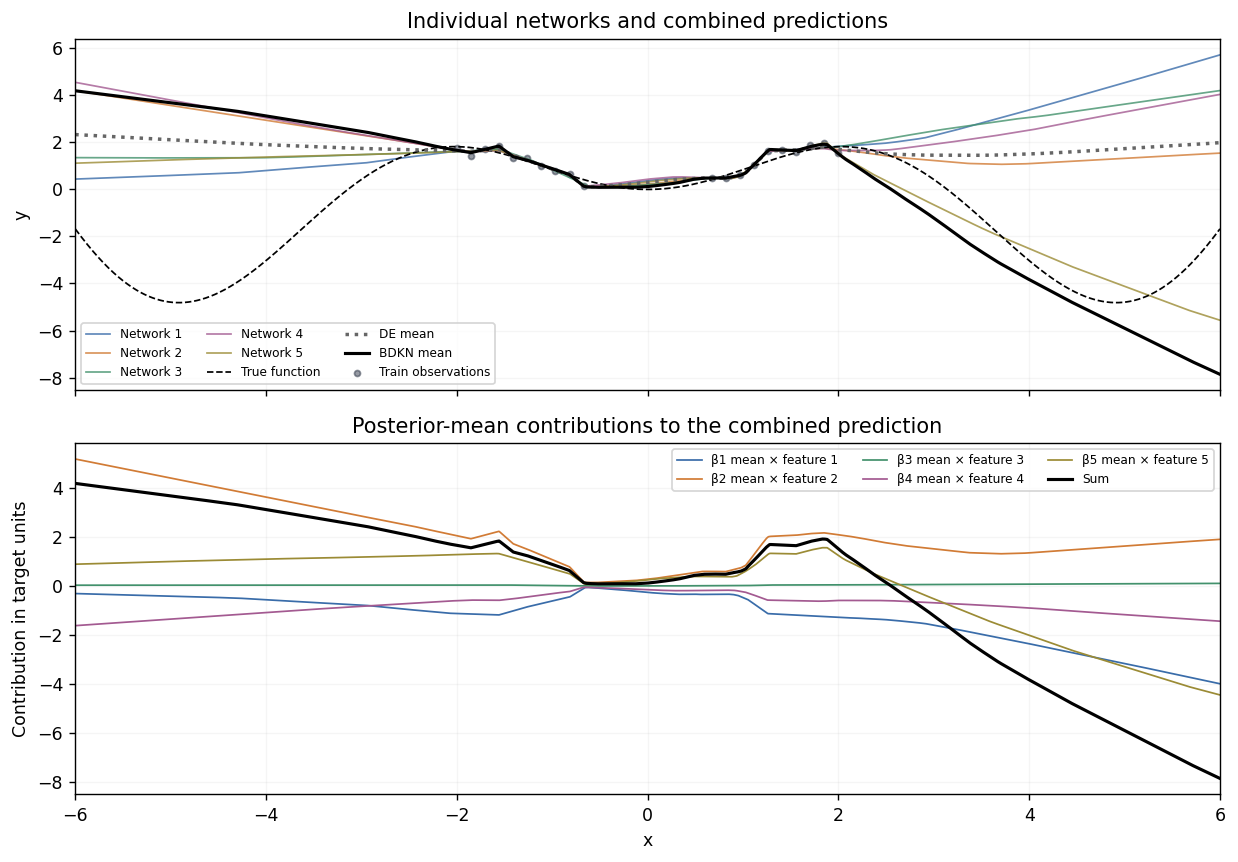 Individual networks and combined predictions
6
4
2
0
−2
−4
−6
−8
y
Network 1
Network 2
Network 3
Network 4
Network 5
True function
DE mean
BDKN mean
Train observations
Posterior-mean contributions to the combined prediction
4
2
0
−2
−4
−6
−8
Contribution in target units
β1 mean × feature 1
β2 mean × feature 2
β3 mean × feature 3
β4 mean × feature 4
β5 mean × feature 5
Sum
−6
−4
−2
0
2
4
6
x